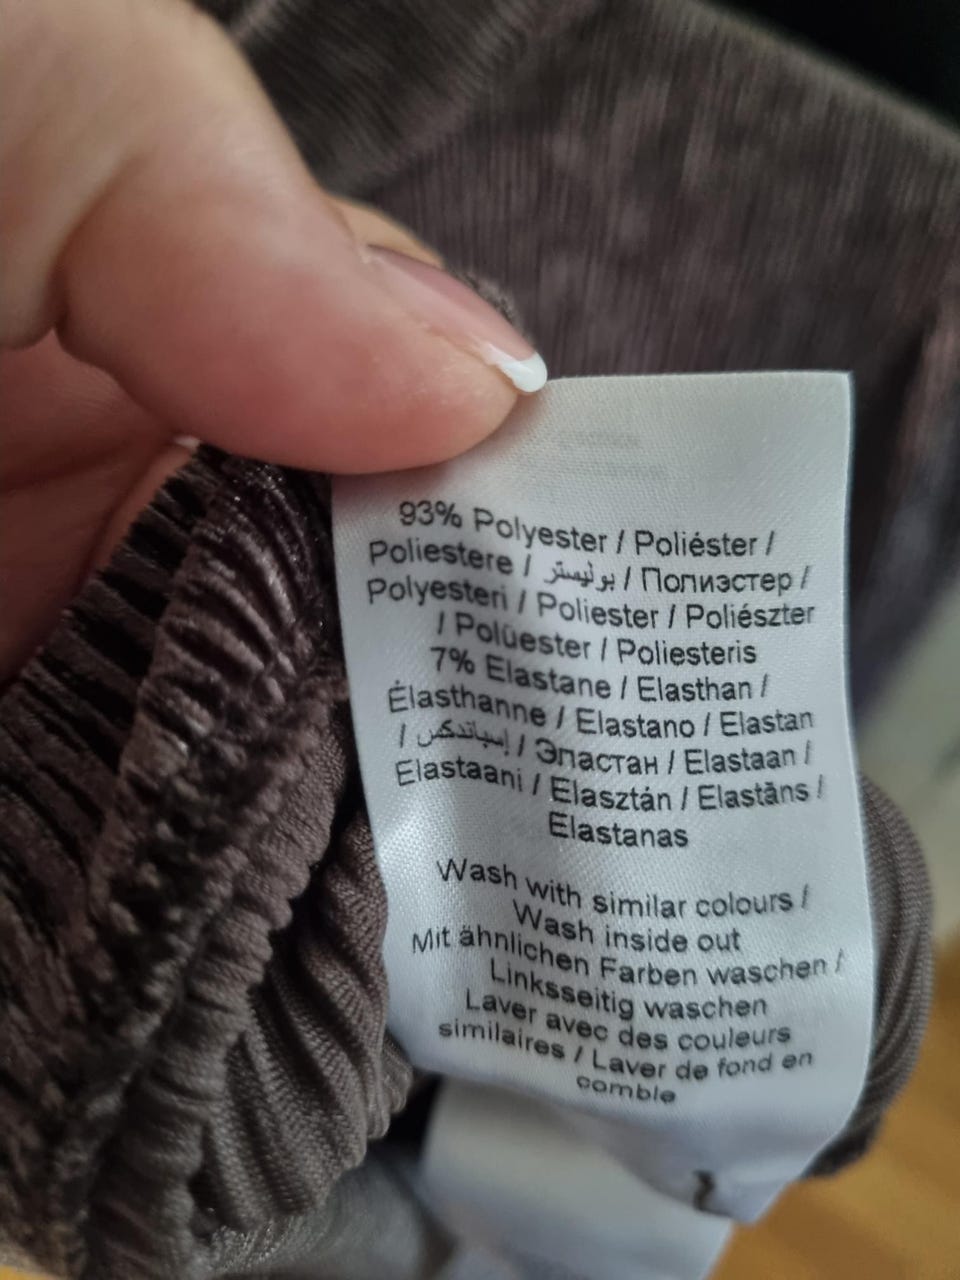 93% Polyester / Poliéster /
Poliestere / بوليستر / Полиэстер /
Polyesteri / Poliester / Poliészter
/ Polüester / Poliesteris
7% Elastane / Elasthan /
Élasthanne / Elastano / Elastan
/ إسباندكس / Эластан / Elastaan /
Elastaani / Elasztán / Elastāns /
Elastanas
Wash with similar colours /
Wash inside out
Mit ähnlichen Farben waschen /
Linksseitig waschen
Laver avec des couleurs
similaires / Laver de fond en
comble